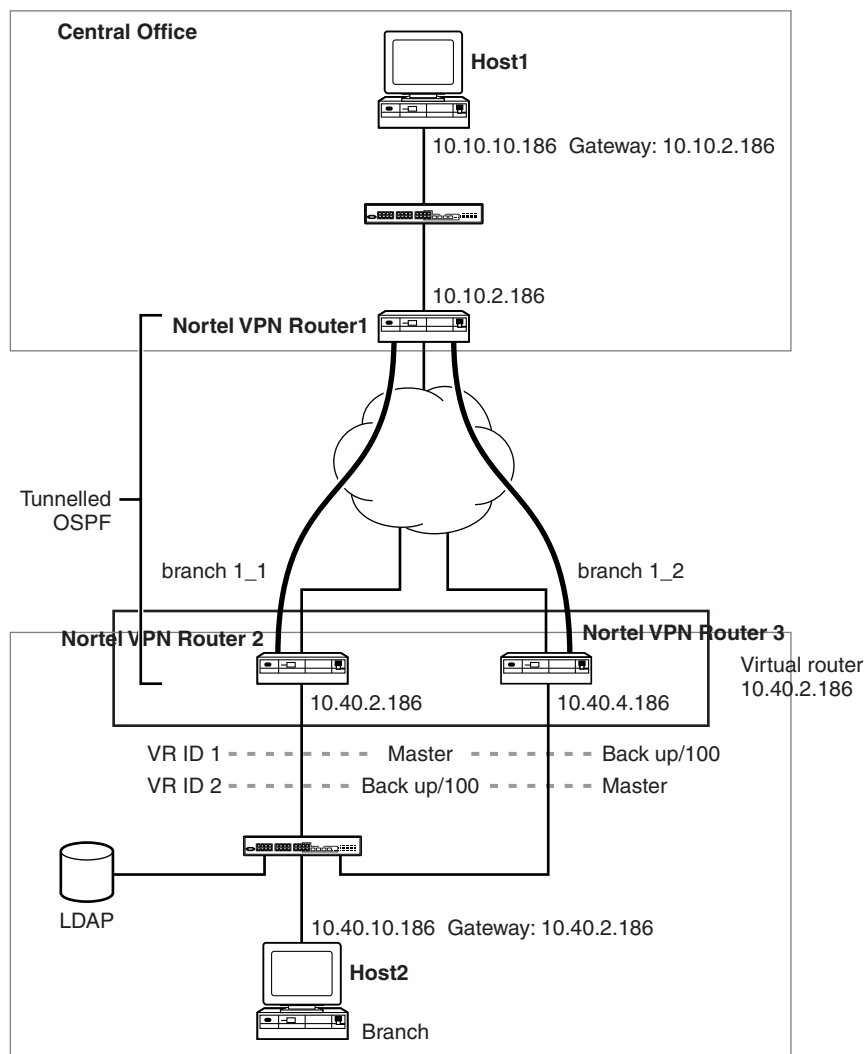 Central Office
Host1
10.10.10.186 Gateway: 10.10.2.186
10.10.2.186
Nortel VPN Router1
Tunnelled
OSPF
branch 1_1
branch 1_2
Nortel VPN Router 2
Nortel VPN Router 3
Virtual router
10.40.2.186
10.40.2.186
10.40.4.186
VR ID 1 Master Back up/100
VR ID 2 Back up/100 Master
LDAP
10.40.10.186 Gateway: 10.40.2.186
Host2
Branch